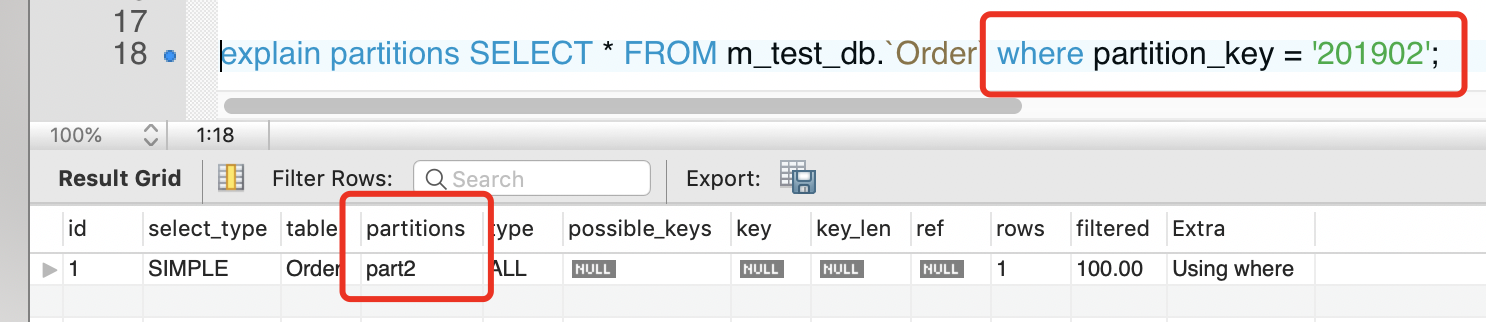 17
18 explain partitions SELECT * FROM m_test_db.`Order` where partition_key = '201902';
100% 1:18
Result Grid Filter Rows: Search Export:
id select_type table partitions type possible_keys key key_len ref rows filtered Extra
1 SIMPLE Order part2 ALL NULL NULL NULL NULL 1 100.00 Using where